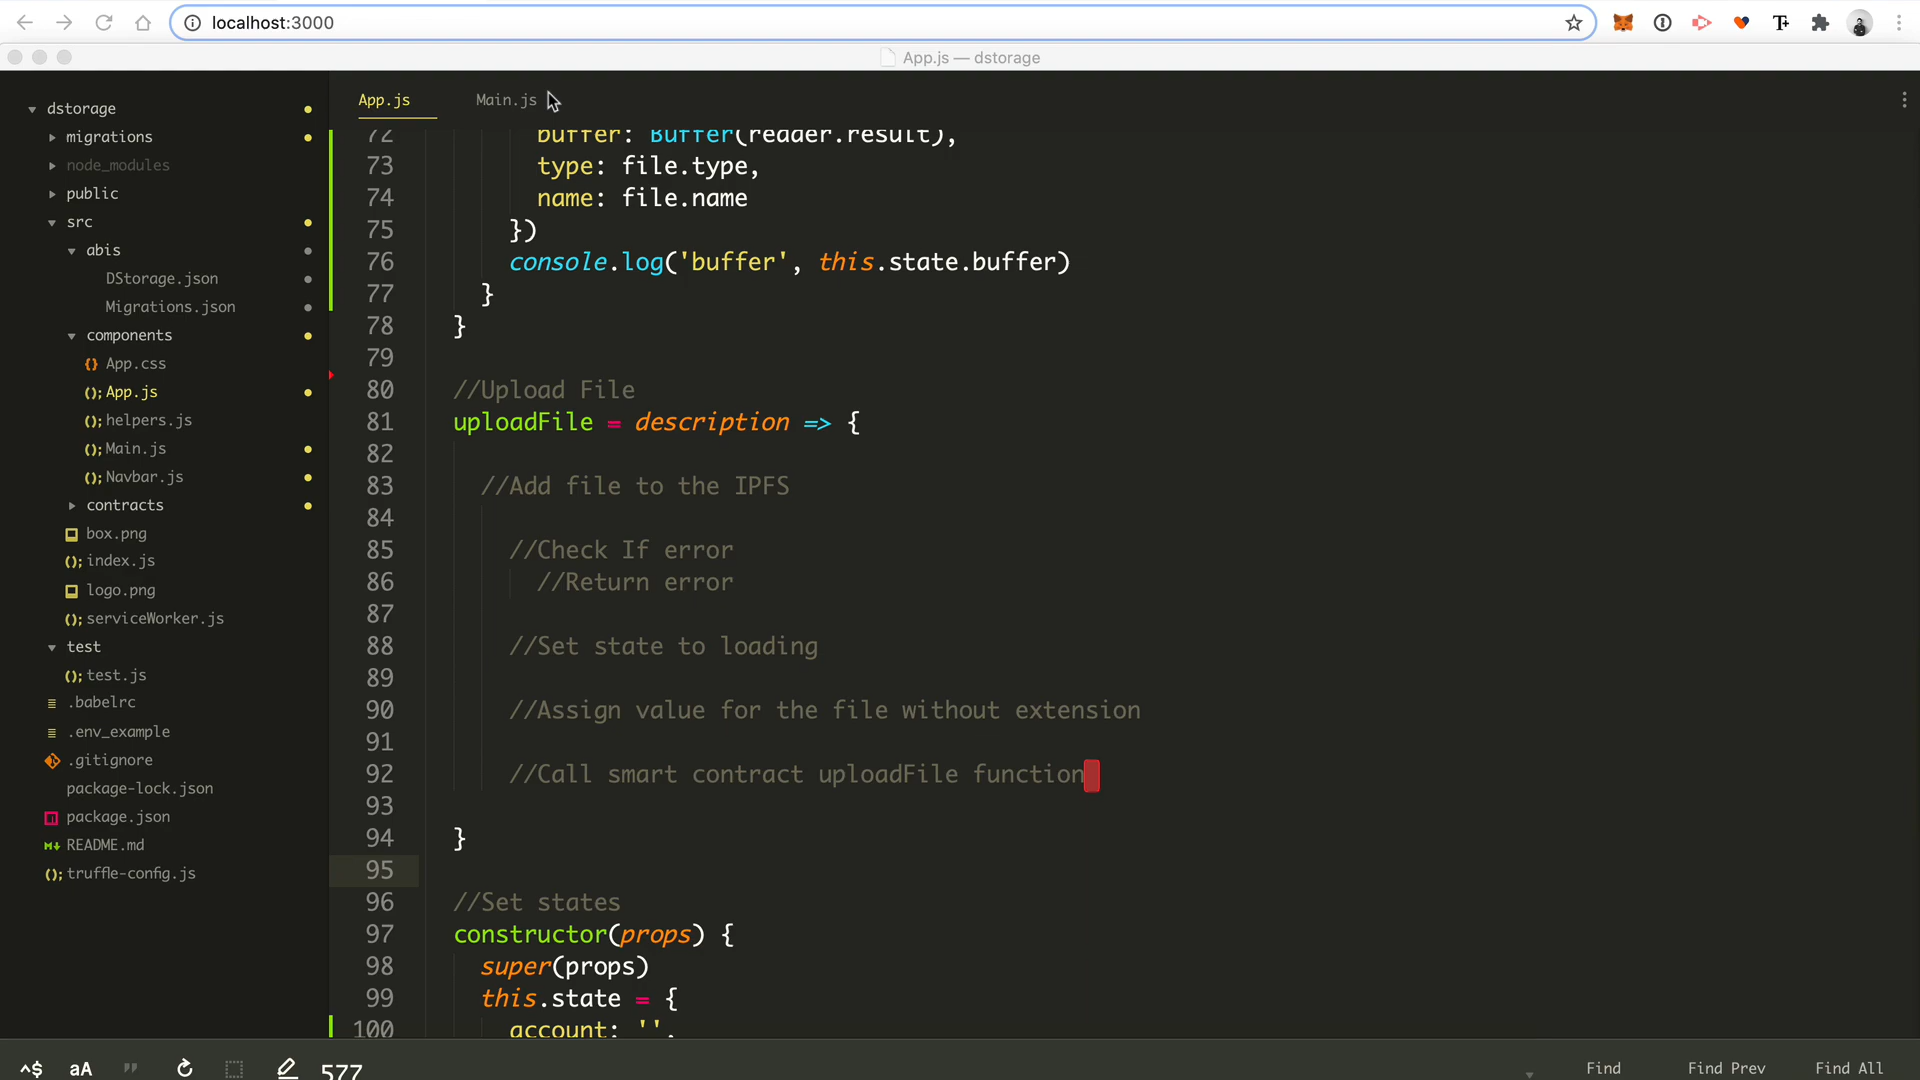 localhost:3000
App.js — dstorage
dstorage
migrations
node_modules
public
src
abis
DStorage.json
Migrations.json
components
{} App.css
(); App.js
(); helpers.js
(); Main.js
(); Navbar.js
contracts
box.png
(); index.js
logo.png
(); serviceWorker.js
test
(); test.js
.babelrc
.env_example
.gitignore
package-lock.json
package.json
README.md
(); truffle-config.js
App.js Main.js
72 buffer: Buffer(reader.result),
73 type: file.type,
74 name: file.name
75 })
76 console.log('buffer', this.state.buffer)
77 }
78 }
79
80 //Upload File
81 uploadFile = description => {
82
83 //Add file to the IPFS
84
85 //Check If error
86 //Return error
87
88 //Set state to loading
89
90 //Assign value for the file without extension
91
92 //Call smart contract uploadFile function
93
94 }
95
96 //Set states
97 constructor(props) {
98 super(props)
99 this.state = {
100 account: '',
^$ aA " 577 Find Find Prev Find All